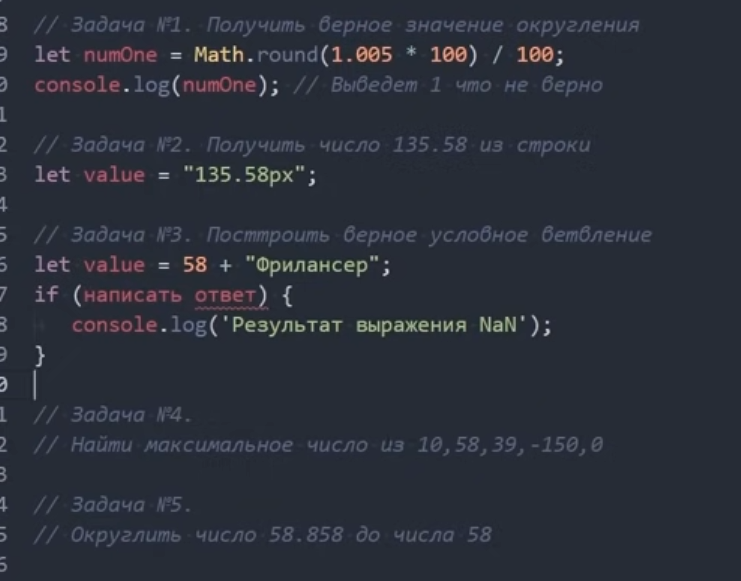 8 // Задача №1. Получить верное значение округления
9 let numOne = Math.round(1.005 * 100) / 100;
0 console.log(numOne); // Выведет 1 что не верно
1
2 // Задача №2. Получить число 135.58 из строки
3 let value = "135.58px";
4
5 // Задача №3. Посттроить верное условное ветвление
6 let value = 58 + "Фрилансер";
7 if (написать ответ) {
8 console.log('Результат выражения NaN');
9 }
0
1 // Задача №4.
2 // Найти максимальное число из 10,58,39,-150,0
3
4 // Задача №5.
5 // Округлить число 58.858 до числа 58
6